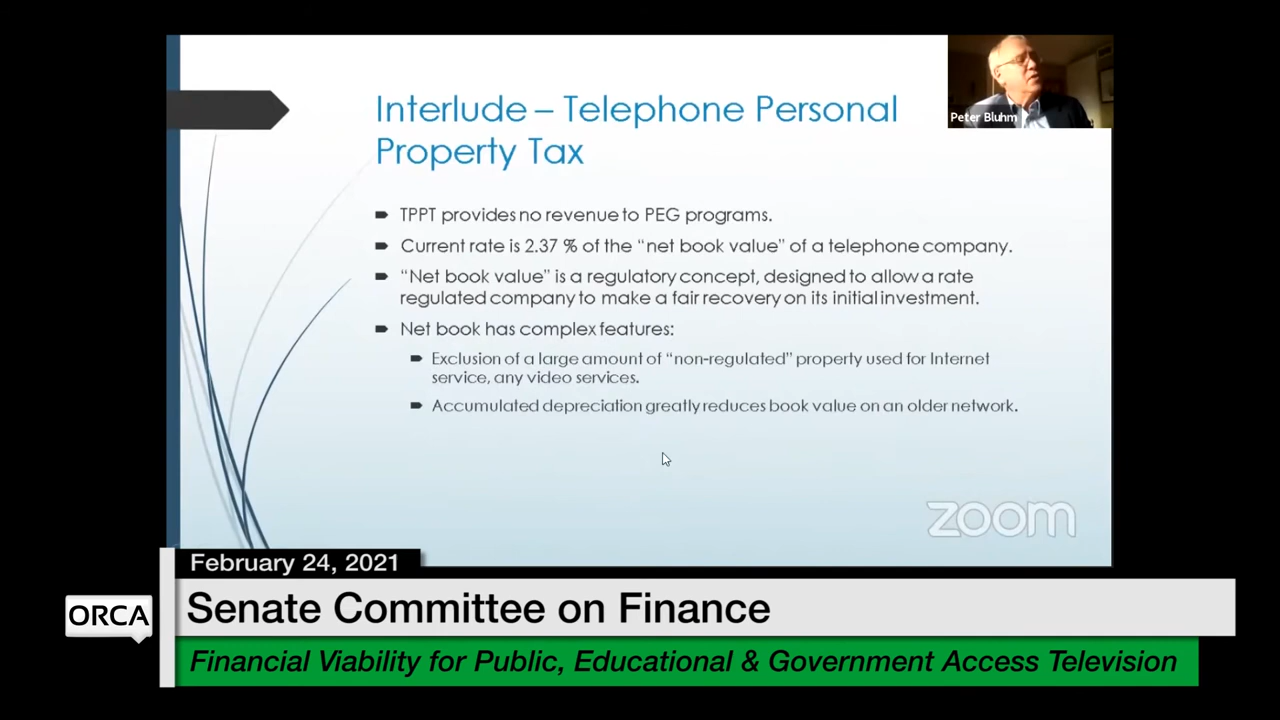 Interlude – Telephone Personal
Property Tax
Peter Bluhm
TPPT provides no revenue to PEG programs.
Current rate is 2.37 % of the “net book value” of a telephone company.
“Net book value” is a regulatory concept, designed to allow a rate
regulated company to make a fair recovery on its initial investment.
Net book has complex features:
Exclusion of a large amount of “non-regulated” property used for Internet
service, any video services.
Accumulated depreciation greatly reduces book value on an older network.
zoom
February 24, 2021
ORCA
Senate Committee on Finance
Financial Viability for Public, Educational & Government Access Television